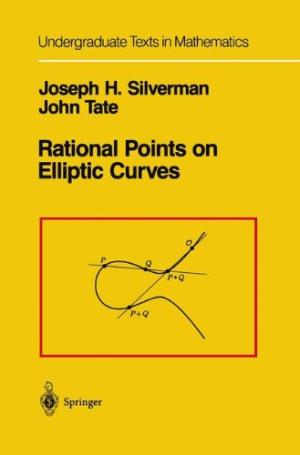 Undergraduate Texts in Mathematics
Joseph H. Silverman
John Tate
Rational Points on
Elliptic Curves
O
P
Q
P*Q
P+Q
Springer